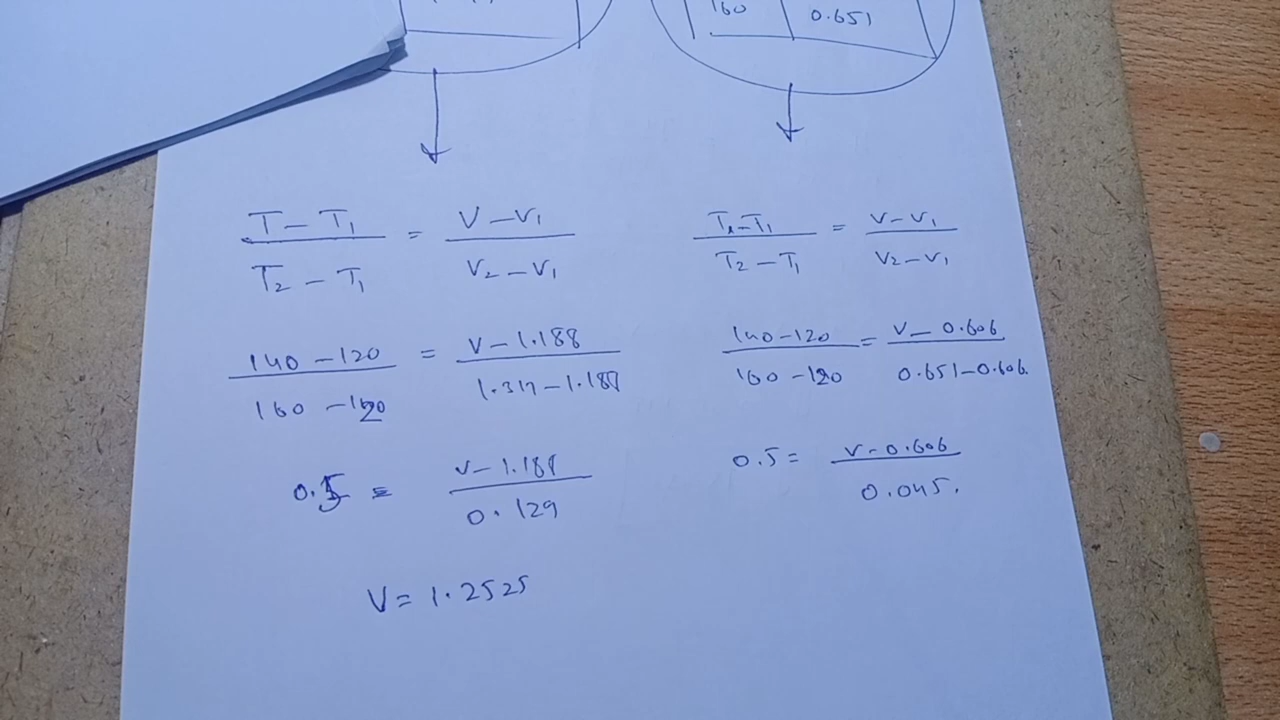 160 0.651
T - T1 / T2 - T1 = V - V1 / V2 - V1
140 - 120 / 160 - 120 = V - 1.188 / 1.317 - 1.188
0.5 = V - 1.188 / 0.129
V = 1.2525
T - T1 / T2 - T1 = V - V1 / V2 - V1
140 - 120 / 160 - 120 = V - 0.606 / 0.651 - 0.606
0.5 = V - 0.606 / 0.045.